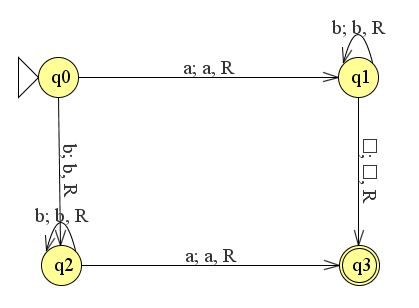 b; b, R
q0
a; a, R
q1
b; b, R
□; □, R
b; b, R
q2
a; a, R
q3